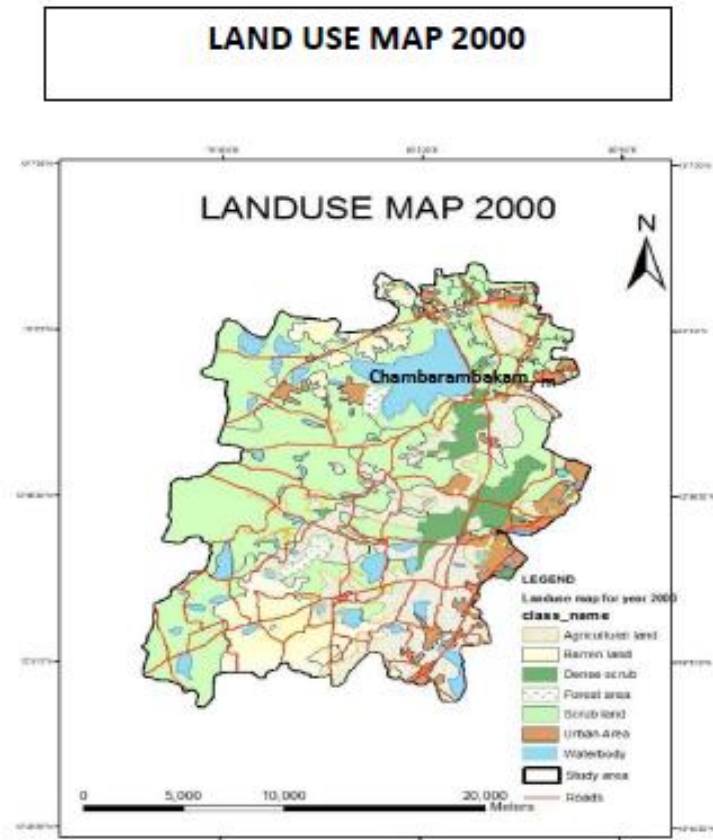 LAND USE MAP 2000
LANDUSE MAP 2000
N
Chambarambakam m
LEGEND
Landuse map for year 2000
class_name
Agricultural land
Barren land
Dense scrub
Forest area
Scrub land
Urban Area
Waterbody
Study area
Roads
0 5,000 10,000 20,000
Meters